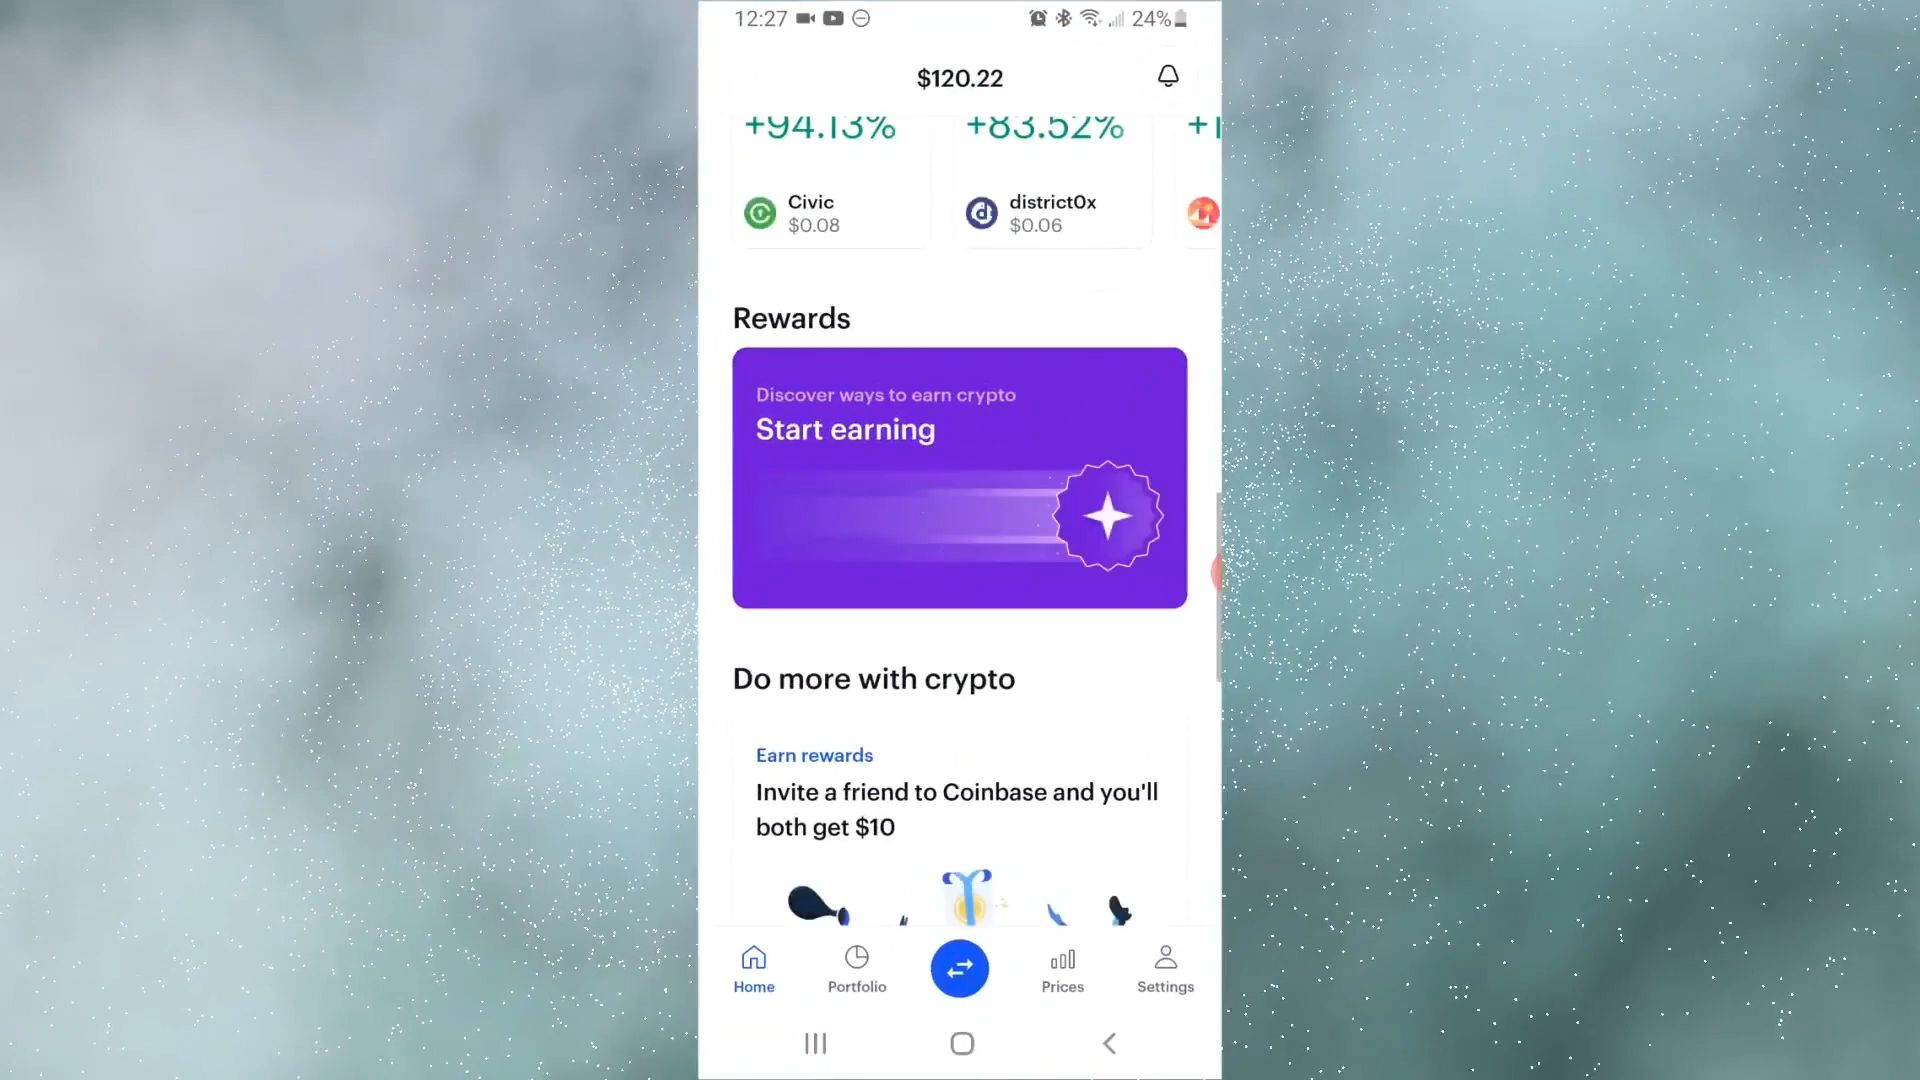 12:27
24%
$120.22
+94.13%
+83.52%
+1
Civic
$0.08
district0x
$0.06
Rewards
Discover ways to earn crypto
Start earning
Do more with crypto
Earn rewards
Invite a friend to Coinbase and you'll
both get $10
Home
Portfolio
Prices
Settings